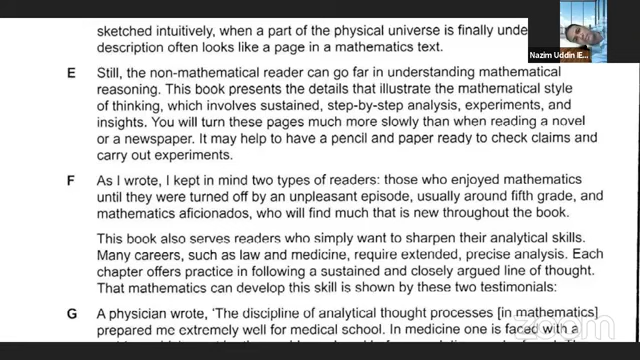 sketched intuitively, when a part of the physical universe is finally unde
description often looks like a page in a mathematics text.
E Still, the non-mathematical reader can go far in understanding mathematical
reasoning. This book presents the details that illustrate the mathematical style
of thinking, which involves sustained, step-by-step analysis, experiments, and
insights. You will turn these pages much more slowly than when reading a novel
or a newspaper. It may help to have a pencil and paper ready to check claims and
carry out experiments.
F As I wrote, I kept in mind two types of readers: those who enjoyed mathematics
until they were turned off by an unpleasant episode, usually around fifth grade, and
mathematics aficionados, who will find much that is new throughout the book.
This book also serves readers who simply want to sharpen their analytical skills.
Many careers, such as law and medicine, require extended, precise analysis. Each
chapter offers practice in following a sustained and closely argued line of thought.
That mathematics can develop this skill is shown by these two testimonials:
G A physician wrote, 'The discipline of analytical thought processes [in mathematics]
prepared me extremely well for medical school. In medicine one is faced with a
Nazim Uddin IE...
zoom